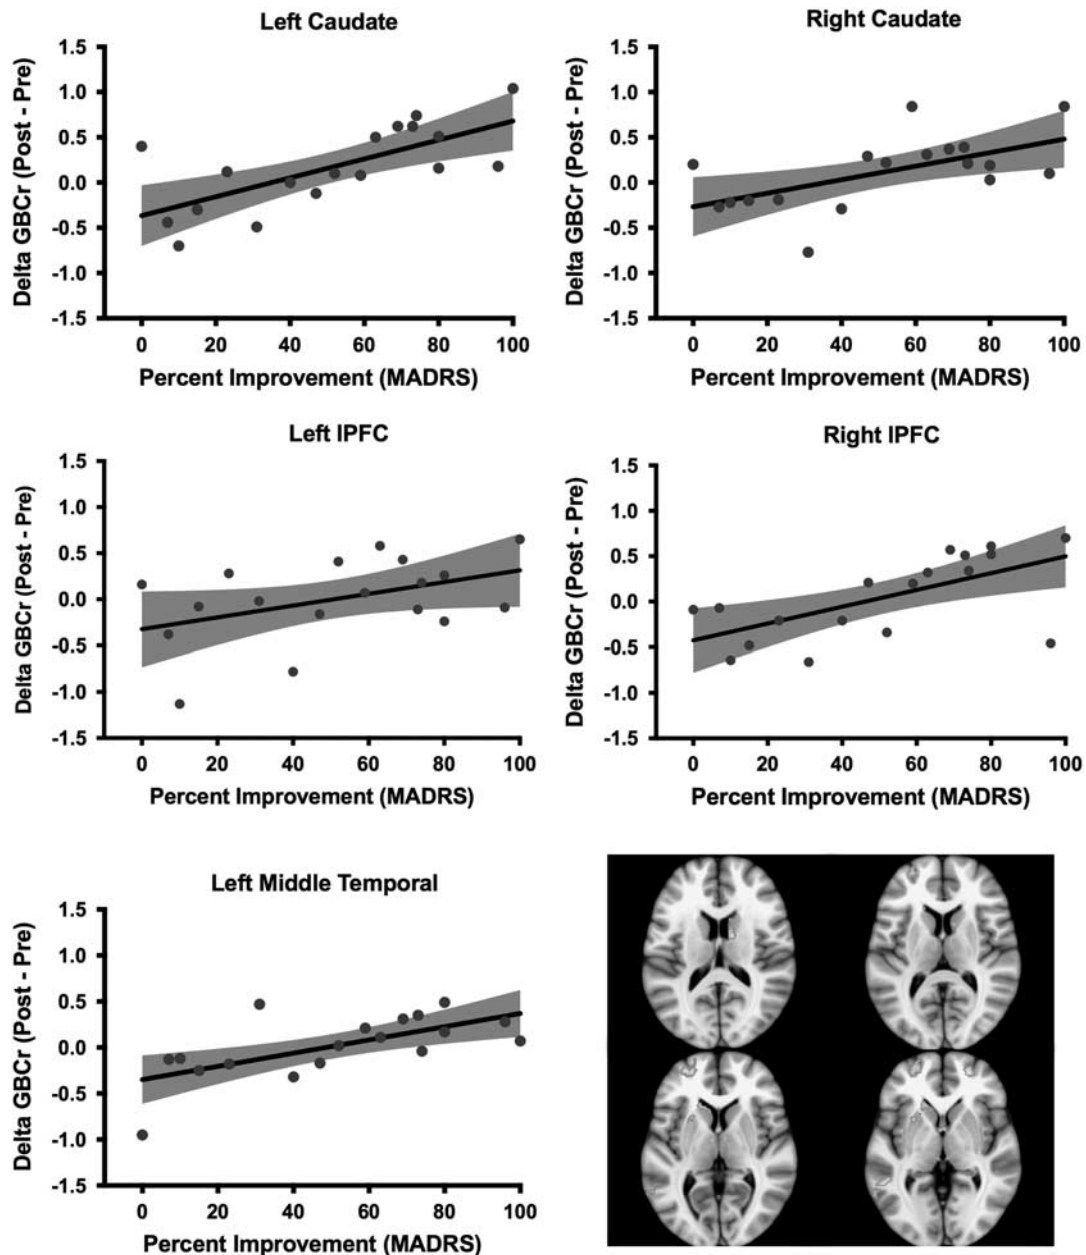 Left Caudate
Delta GBCr (Post - Pre)
1.5
1.0
0.5
0.0
-0.5
-1.0
-1.5
0 20 40 60 80 100
Percent Improvement (MADRS)
Right Caudate
Delta GBCr (Post - Pre)
1.5
1.0
0.5
0.0
-0.5
-1.0
-1.5
0 20 40 60 80 100
Percent Improvement (MADRS)
Left lPFC
Delta GBCr (Post - Pre)
1.5
1.0
0.5
0.0
-0.5
-1.0
-1.5
0 20 40 60 80 100
Percent Improvement (MADRS)
Right lPFC
Delta GBCr (Post - Pre)
1.5
1.0
0.5
0.0
-0.5
-1.0
-1.5
0 20 40 60 80 100
Percent Improvement (MADRS)
Left Middle Temporal
Delta GBCr (Post - Pre)
1.5
1.0
0.5
0.0
-0.5
-1.0
-1.5
0 20 40 60 80 100
Percent Improvement (MADRS)